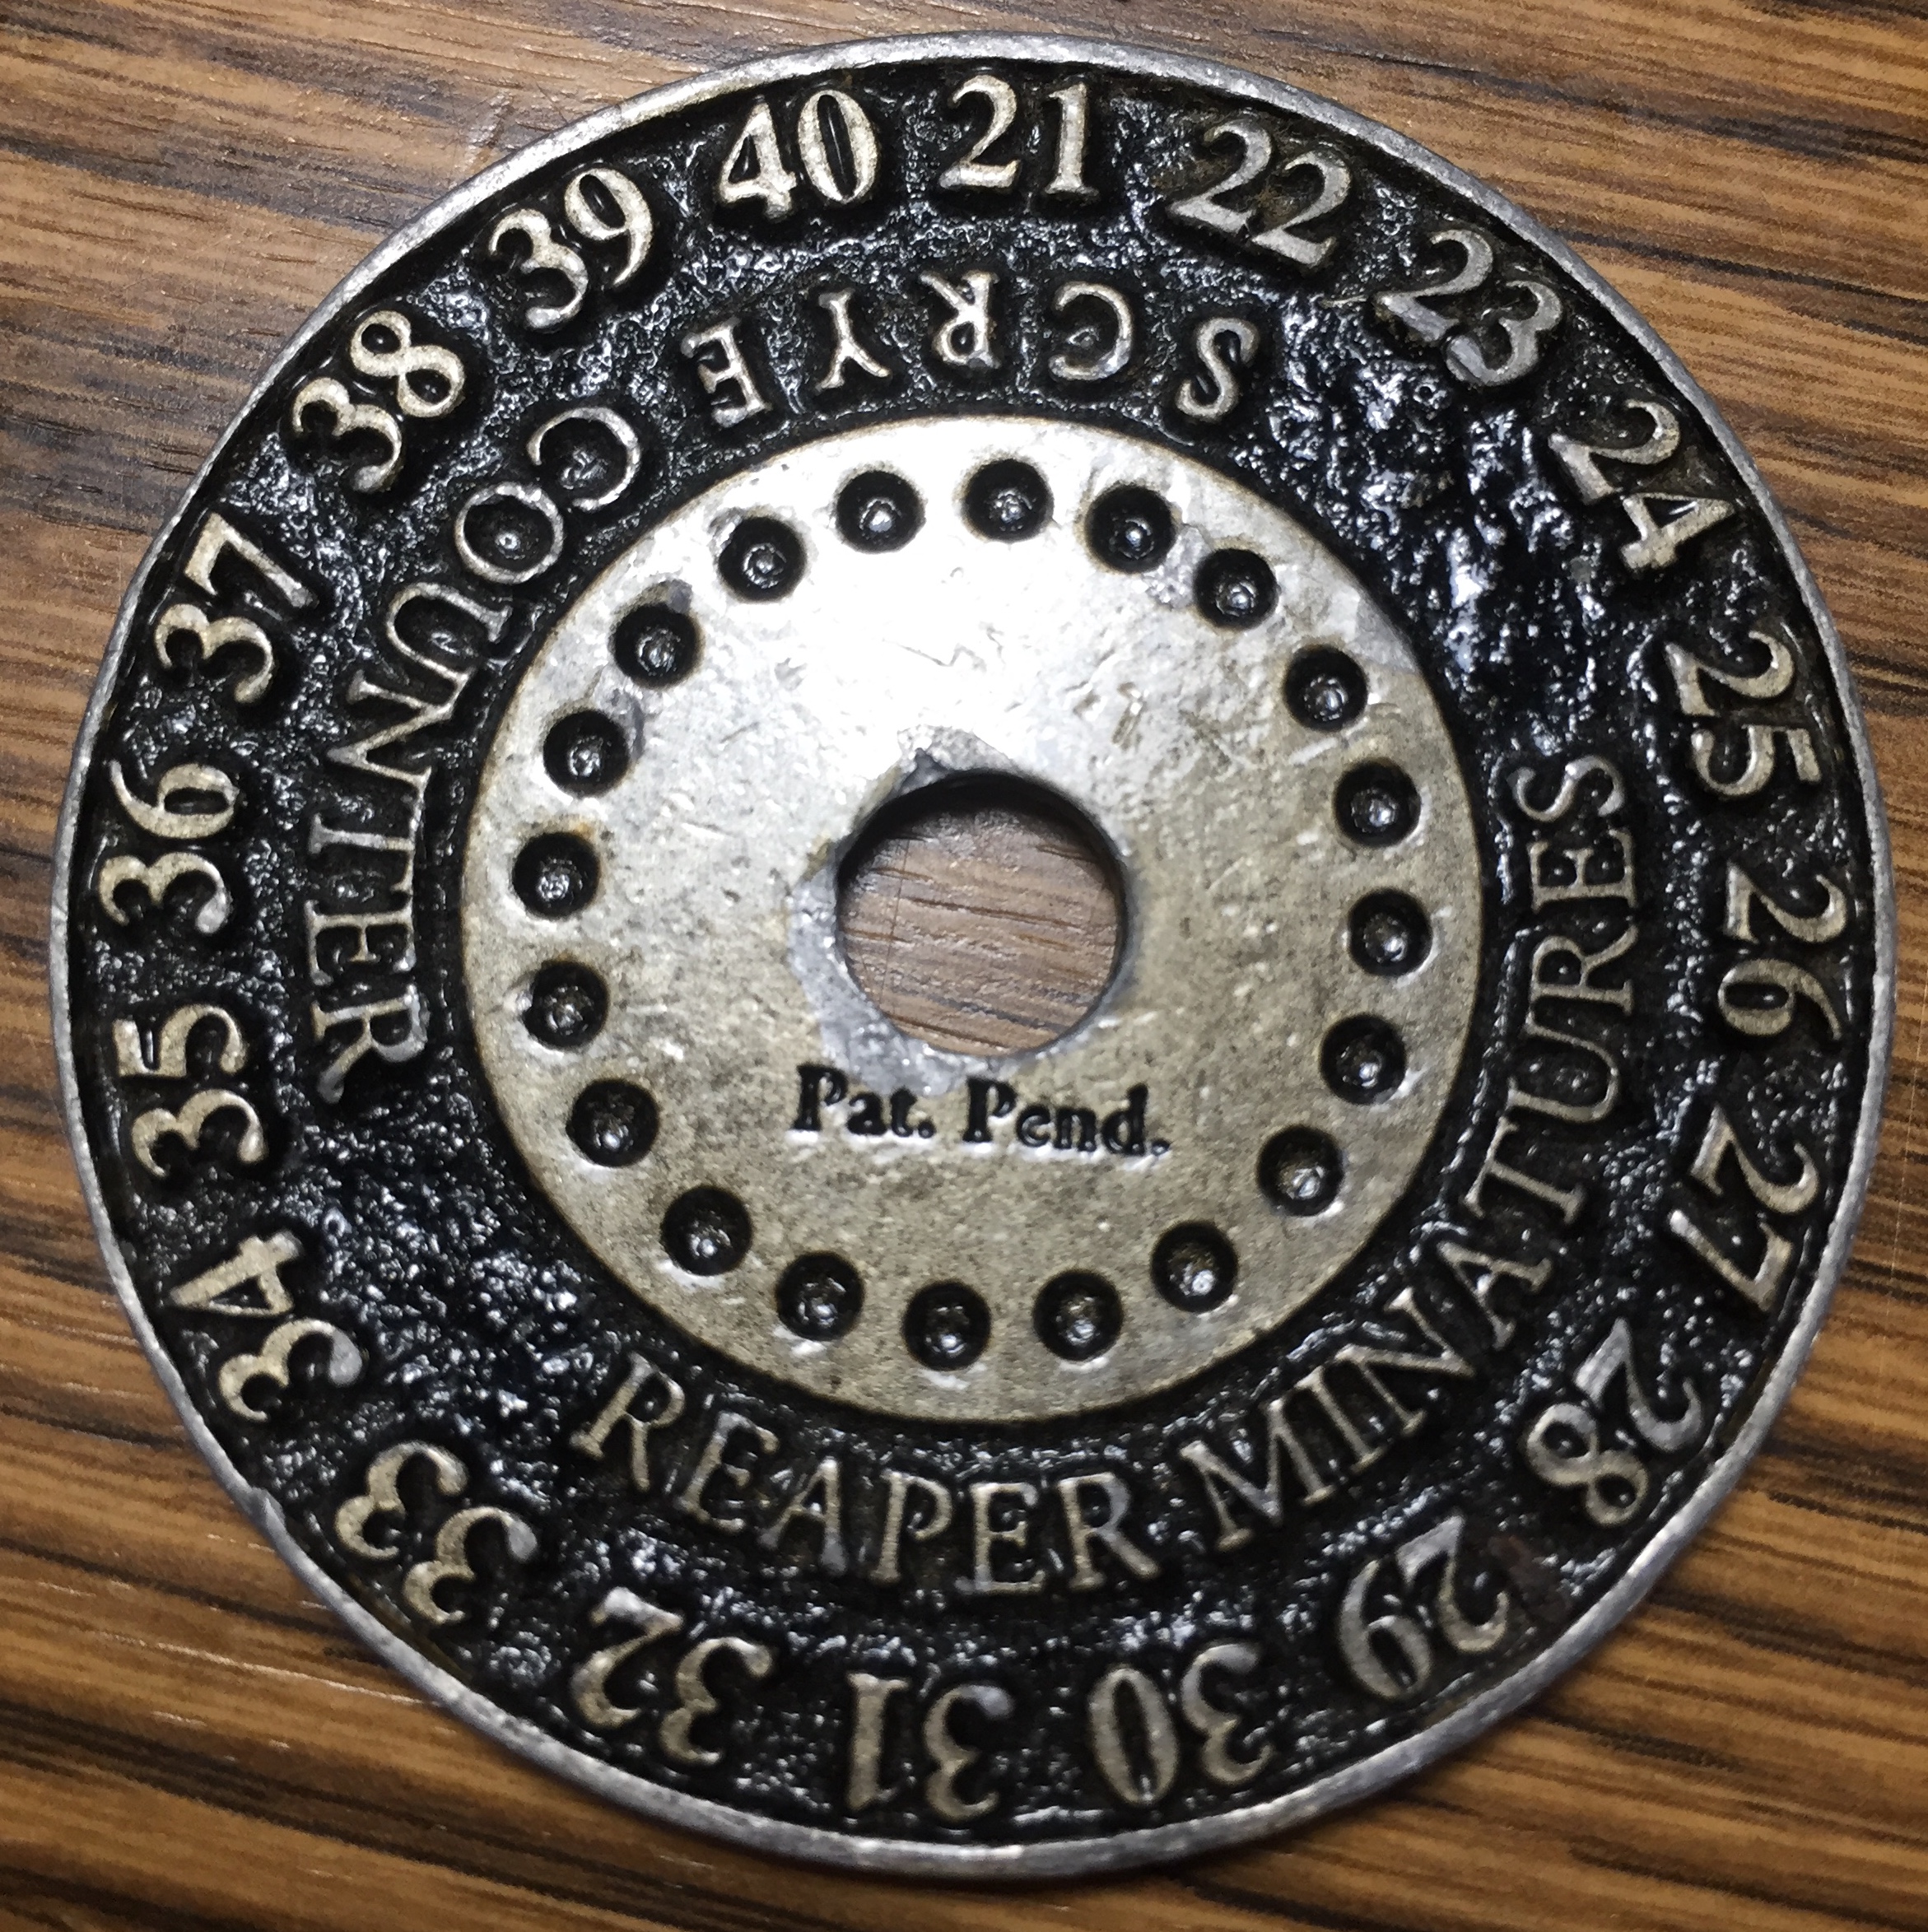 21 22 23 24 25 26 27 28 29 30 31 32 33 34 35 36 37 38 39 40
SCRYE COUNTER
REAPER MINATURES
Pat. Pend.